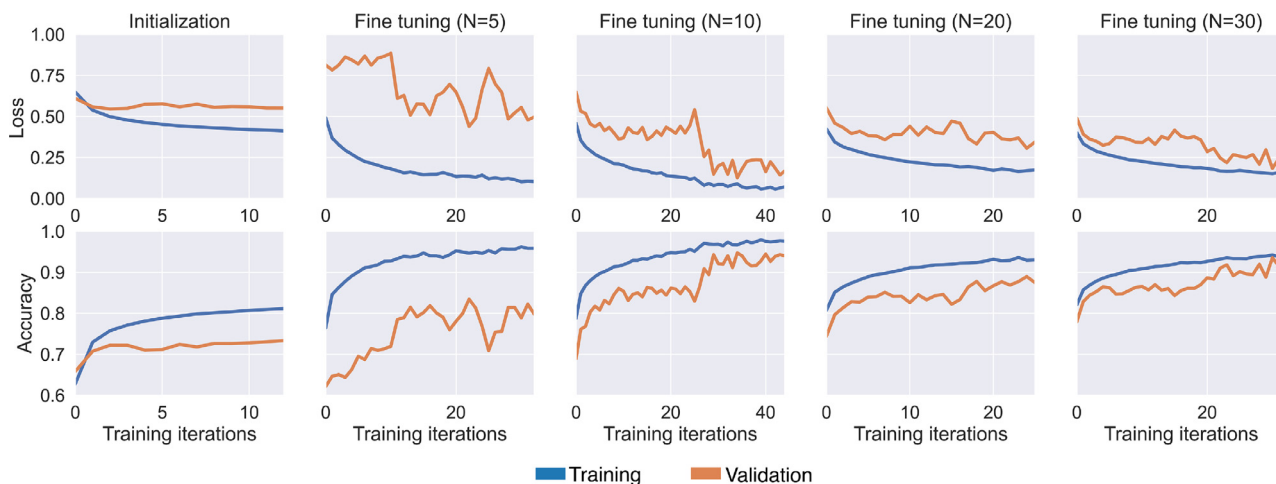 Initialization
Fine tuning (N=5)
Fine tuning (N=10)
Fine tuning (N=20)
Fine tuning (N=30)
1.00
0.75
0.50
0.25
0.00
Loss
0 5 10
0 20
0 20 40
0 10 20
0 20
1.0
0.9
0.8
0.7
0.6
Accuracy
0 5 10
0 20
0 20 40
0 10 20
0 20
Training iterations
Training iterations
Training iterations
Training iterations
Training iterations
Training
Validation